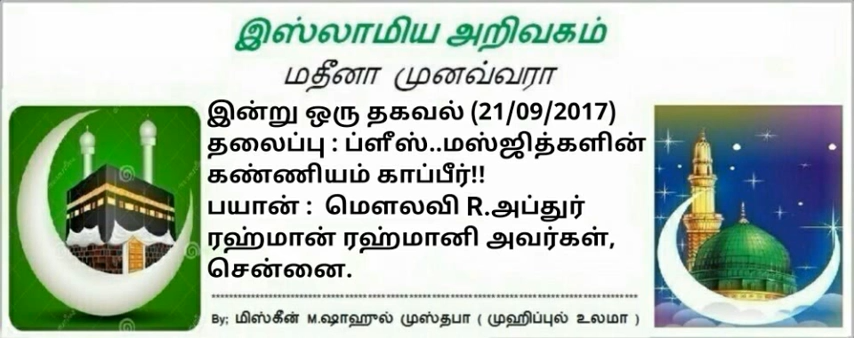 இஸ்லாமிய அறிவகம்
மதீனா முனவ்வரா
இன்று ஒரு தகவல் (21/09/2017)
தலைப்பு : ப்ளீஸ்..மஸ்ஜித்களின்
கண்ணியம் காப்பீர்!!
பயான் : மௌலவி R.அப்துர்
ரஹ்மான் ரஹ்மானி அவர்கள்,
சென்னை.
By; மிஸ்கீன் M.ஷாஹுல் முஸ்தபா ( முஹிப்புல் உலமா )